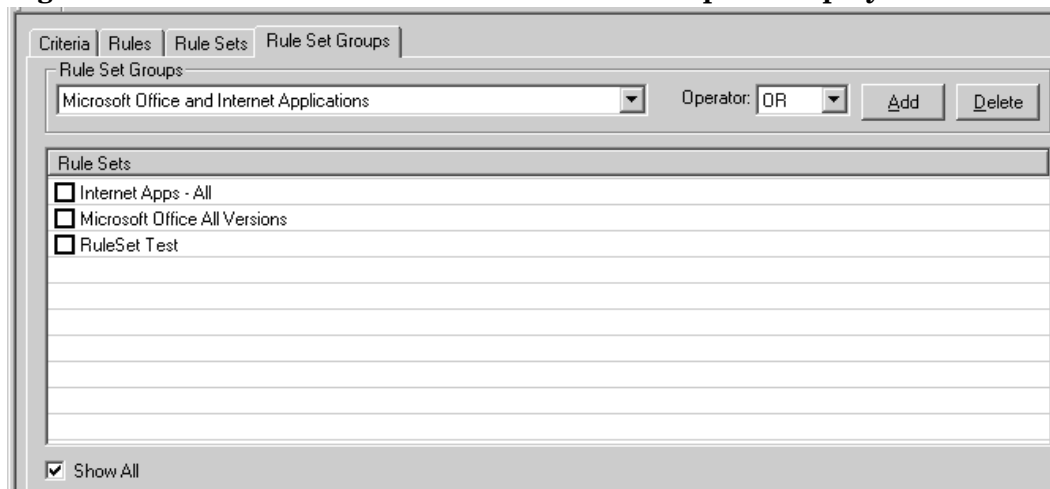 Criteria Rules Rule Sets Rule Set Groups
Rule Set Groups
Microsoft Office and Internet Applications Operator: OR Add Delete
Rule Sets
Internet Apps - All
Microsoft Office All Versions
RuleSet Test
Show All